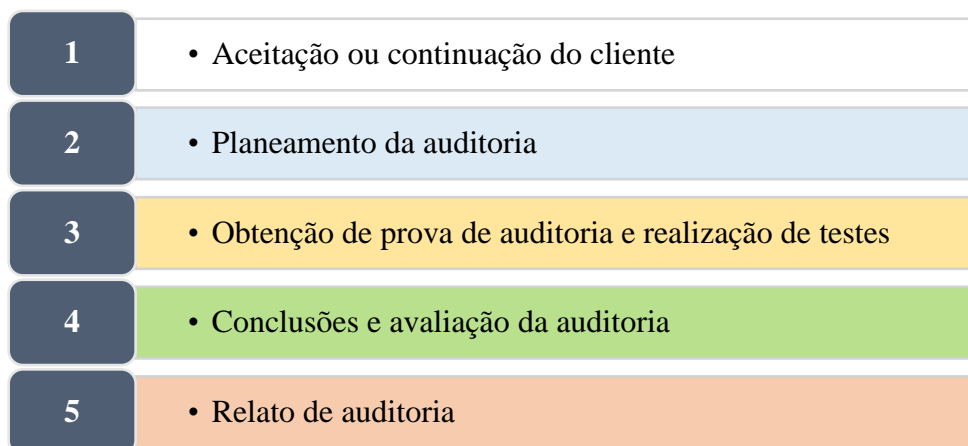 1 • Aceitação ou continuação do cliente
2 • Planeamento da auditoria
3 • Obtenção de prova de auditoria e realização de testes
4 • Conclusões e avaliação da auditoria
5 • Relato de auditoria